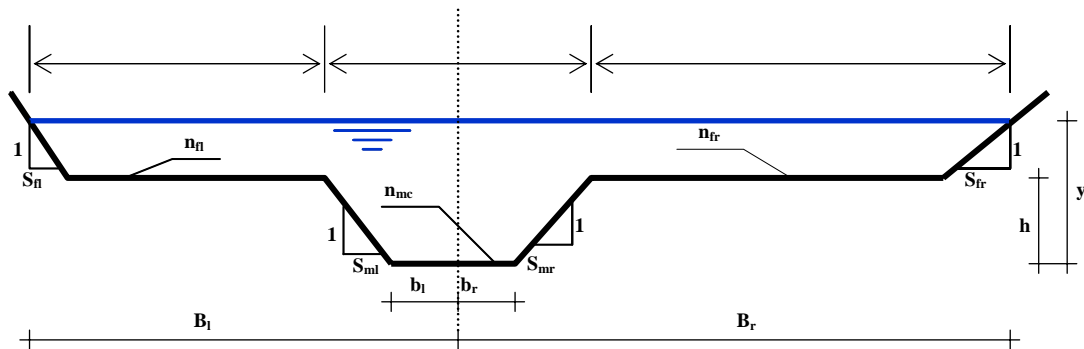 n_fl
n_fr
1
S_fl
n_mc
1
S_fr
y
1
S_ml
1
S_mr
h
b_l
b_r
B_l
B_r